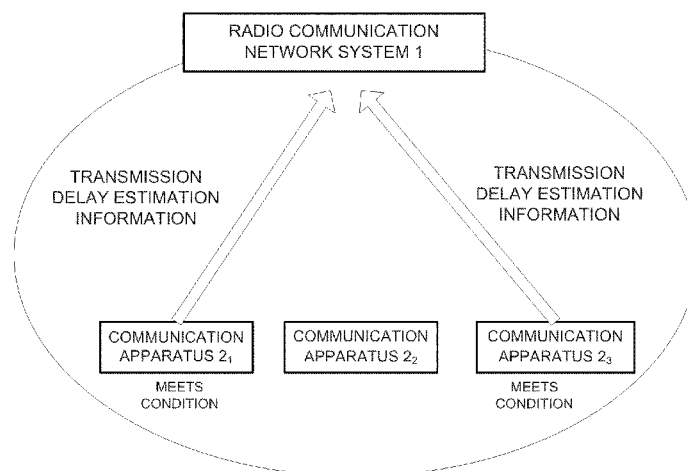 RADIO COMMUNICATION
NETWORK SYSTEM 1
TRANSMISSION
DELAY ESTIMATION
INFORMATION
TRANSMISSION
DELAY ESTIMATION
INFORMATION
COMMUNICATION
APPARATUS 2₁
COMMUNICATION
APPARATUS 2₂
COMMUNICATION
APPARATUS 2₃
MEETS
CONDITION
MEETS
CONDITION